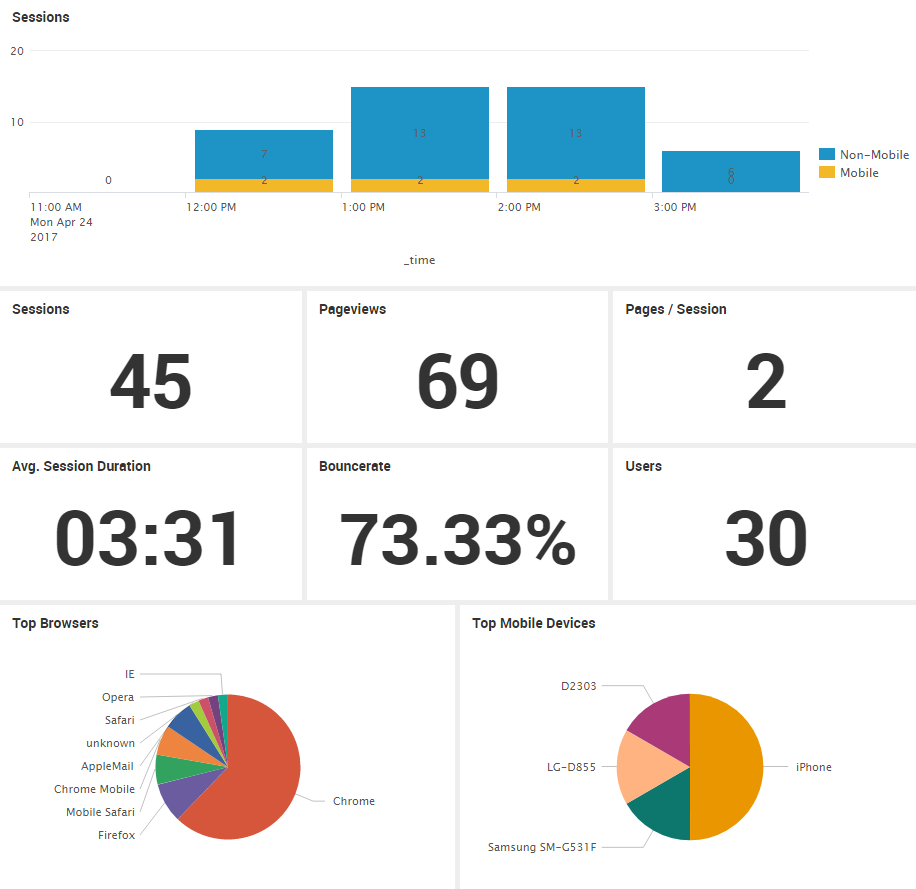 Sessions
20
10
0
7
2
13
2
13
2
6
0
Non-Mobile
Mobile
11:00 AM
Mon Apr 24
2017
12:00 PM
1:00 PM
2:00 PM
3:00 PM
_time
Sessions
45
Pageviews
69
Pages / Session
2
Avg. Session Duration
03:31
Bouncerate
73.33%
Users
30
Top Browsers
IE
Opera
Safari
unknown
AppleMail
Chrome Mobile
Mobile Safari
Firefox
Chrome
Top Mobile Devices
D2303
LG-D855
Samsung SM-G531F
iPhone